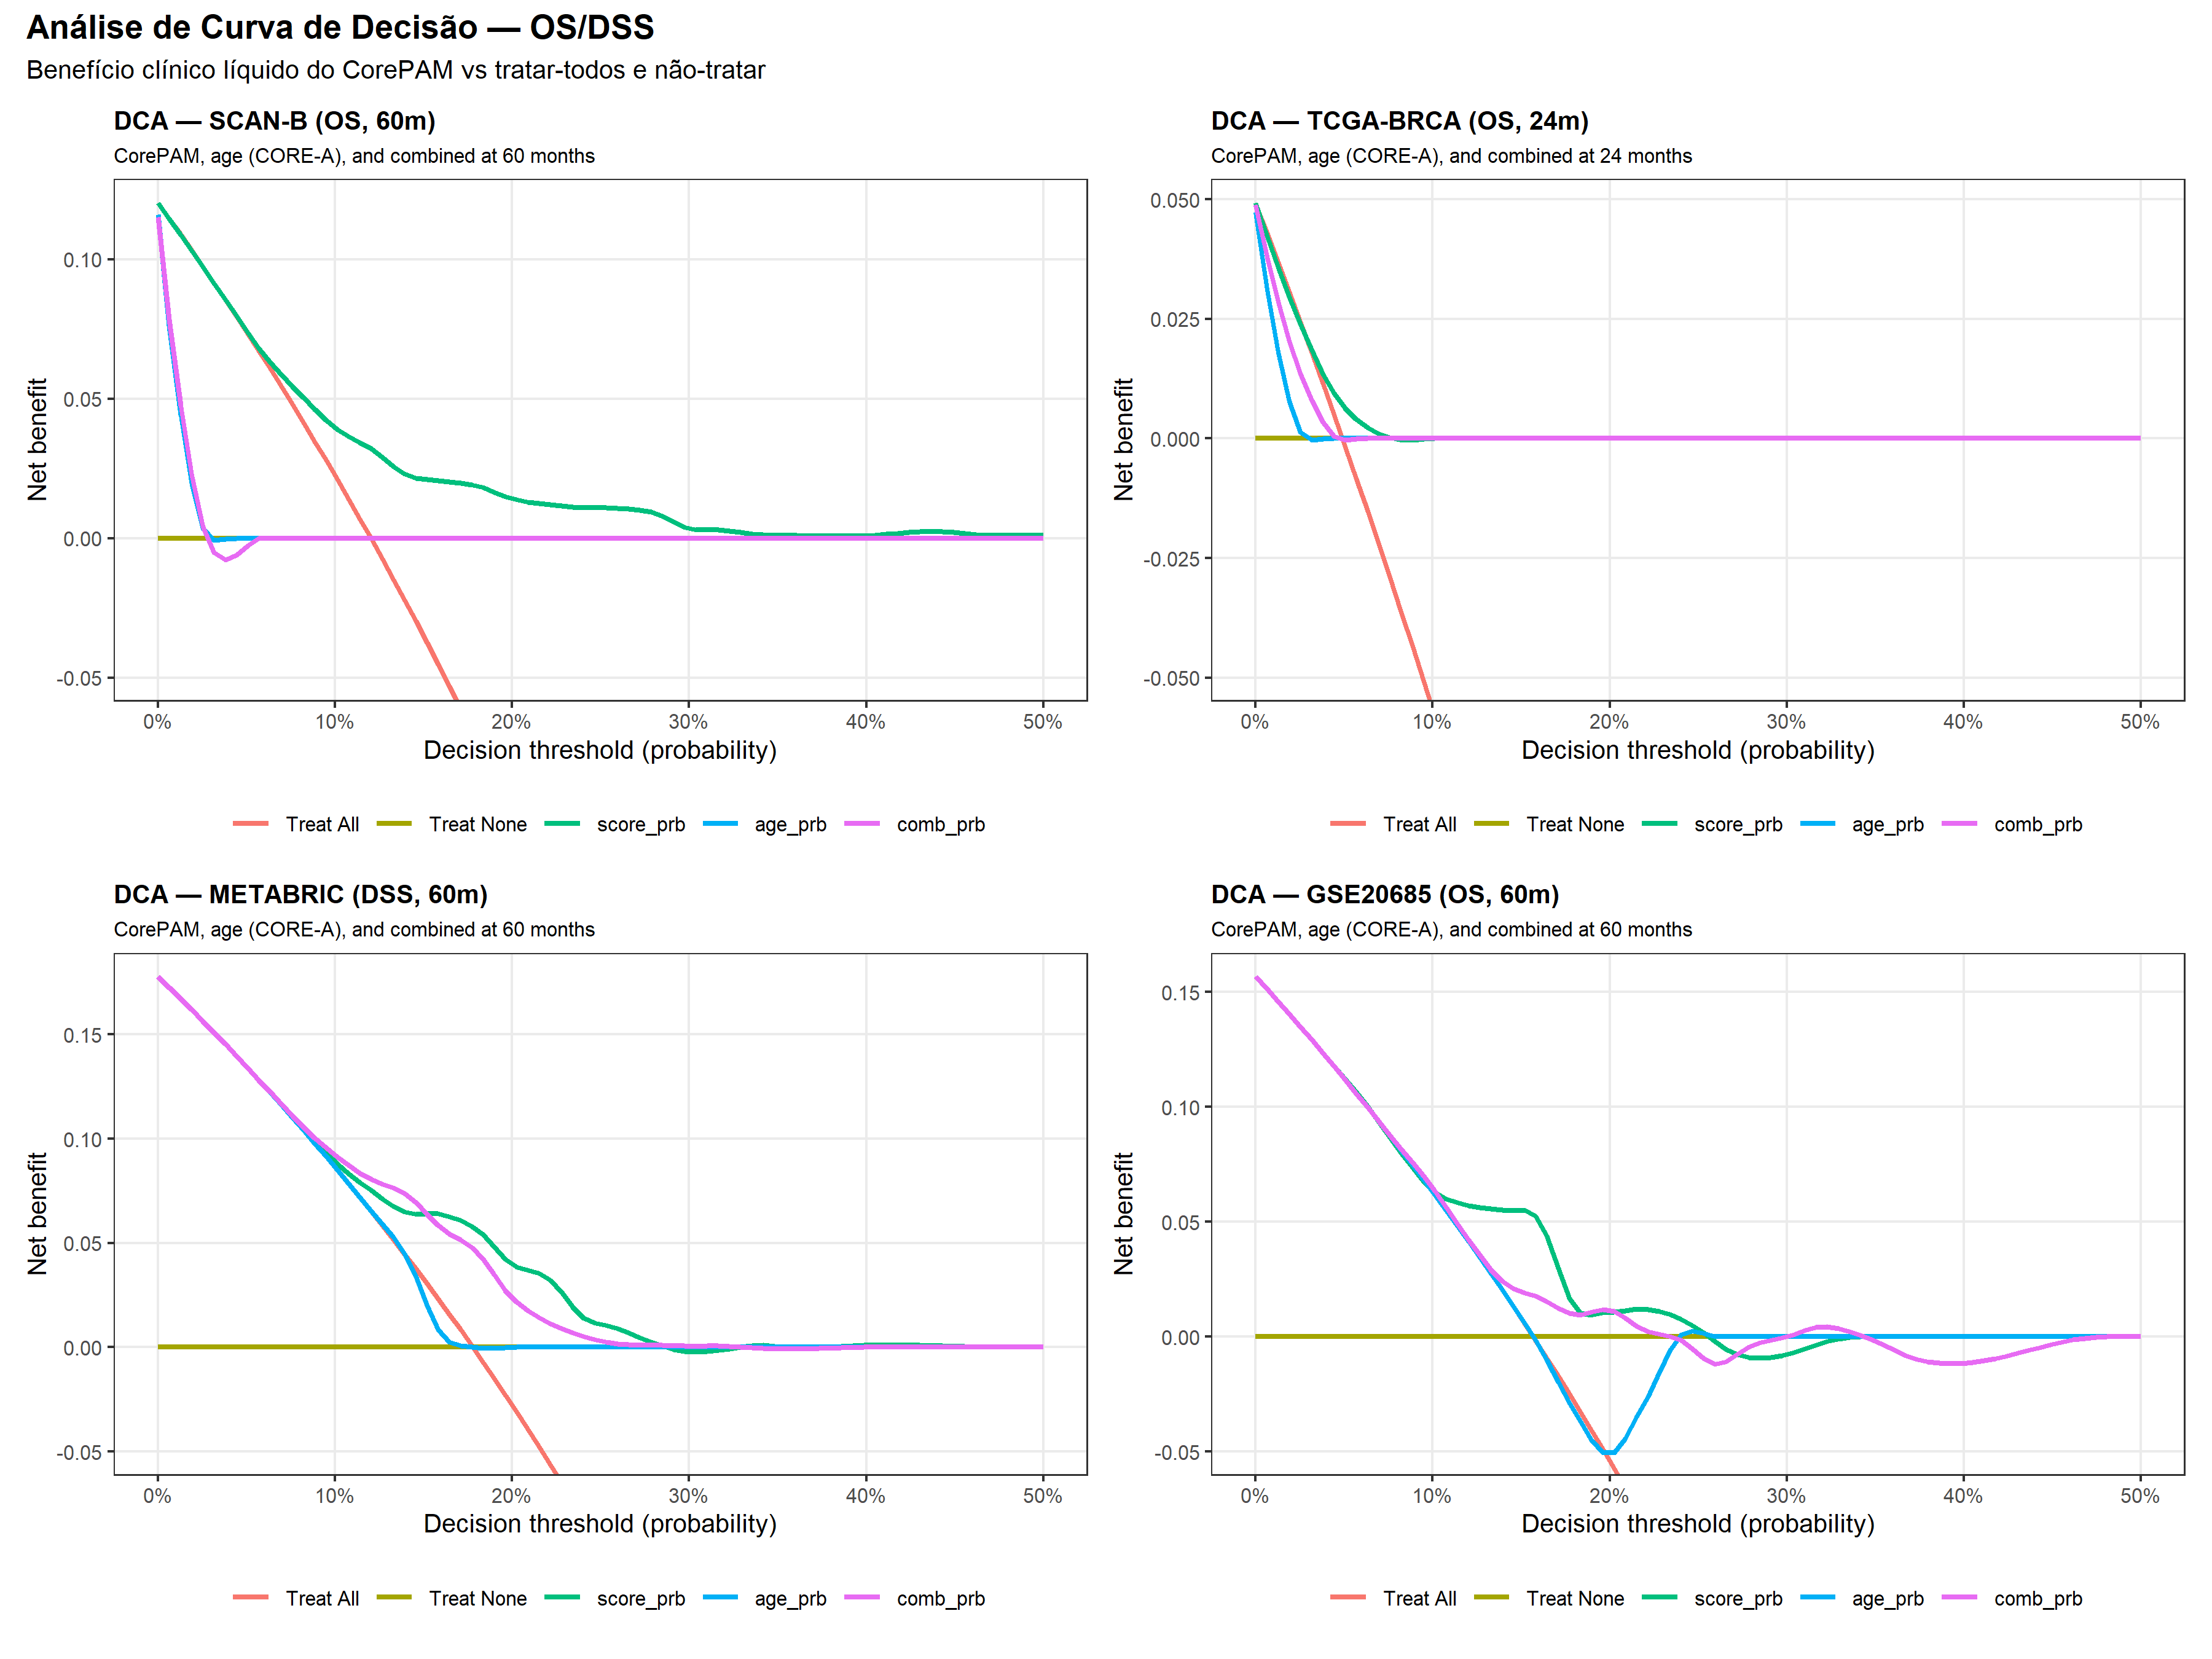 Análise de Curva de Decisão — OS/DSS
Benefício clínico líquido do CorePAM vs tratar-todos e não-tratar
DCA — SCAN-B (OS, 60m)
CorePAM, age (CORE-A), and combined at 60 months
Net benefit
0.10
0.05
0.00
-0.05
0%
10%
20%
30%
40%
50%
Decision threshold (probability)
Treat All
Treat None
score_prb
age_prb
comb_prb
DCA — TCGA-BRCA (OS, 24m)
CorePAM, age (CORE-A), and combined at 24 months
Net benefit
0.050
0.025
0.000
-0.025
-0.050
0%
10%
20%
30%
40%
50%
Decision threshold (probability)
Treat All
Treat None
score_prb
age_prb
comb_prb
DCA — METABRIC (DSS, 60m)
CorePAM, age (CORE-A), and combined at 60 months
Net benefit
0.15
0.10
0.05
0.00
-0.05
0%
10%
20%
30%
40%
50%
Decision threshold (probability)
Treat All
Treat None
score_prb
age_prb
comb_prb
DCA — GSE20685 (OS, 60m)
CorePAM, age (CORE-A), and combined at 60 months
Net benefit
0.15
0.10
0.05
0.00
-0.05
0%
10%
20%
30%
40%
50%
Decision threshold (probability)
Treat All
Treat None
score_prb
age_prb
comb_prb